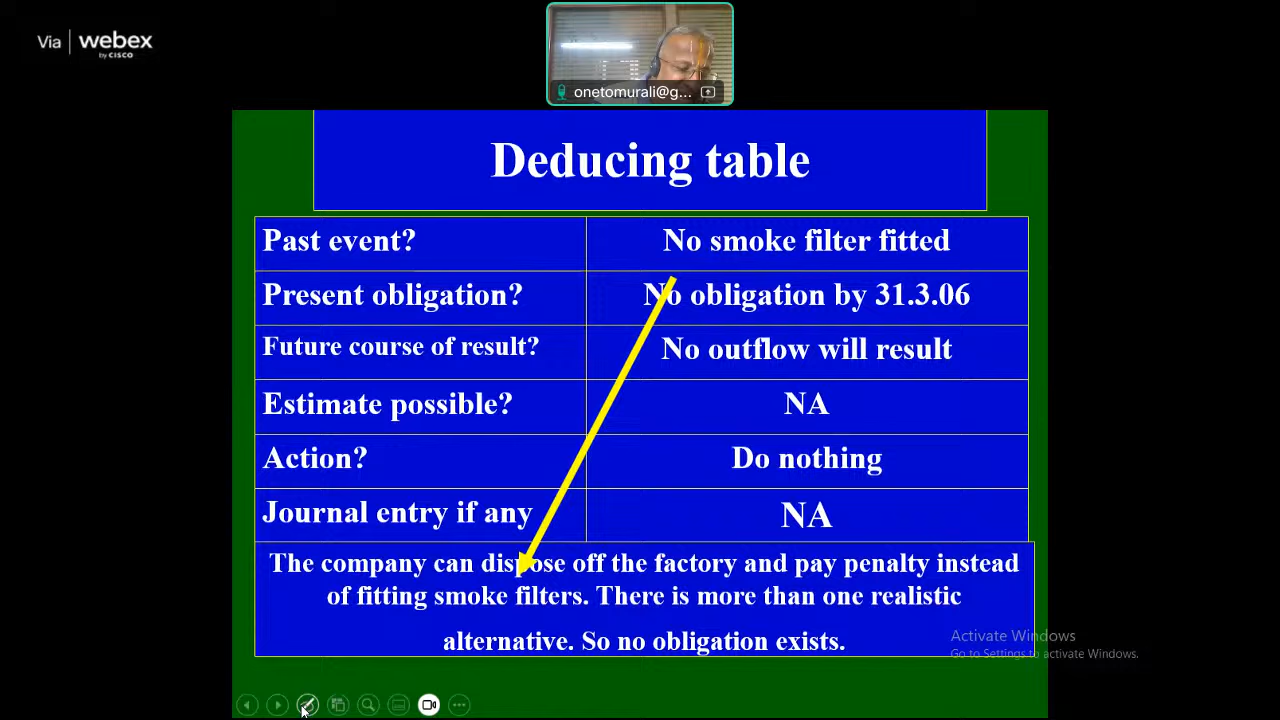 Via webex
by CISCO
onetomurali@g...
Deducing table
Past event? No smoke filter fitted
Present obligation? No obligation by 31.3.06
Future course of result? No outflow will result
Estimate possible? NA
Action? Do nothing
Journal entry if any NA
The company can dispose off the factory and pay penalty instead
of fitting smoke filters. There is more than one realistic
alternative. So no obligation exists.
Activate Windows
Go to Settings to activate Windows.